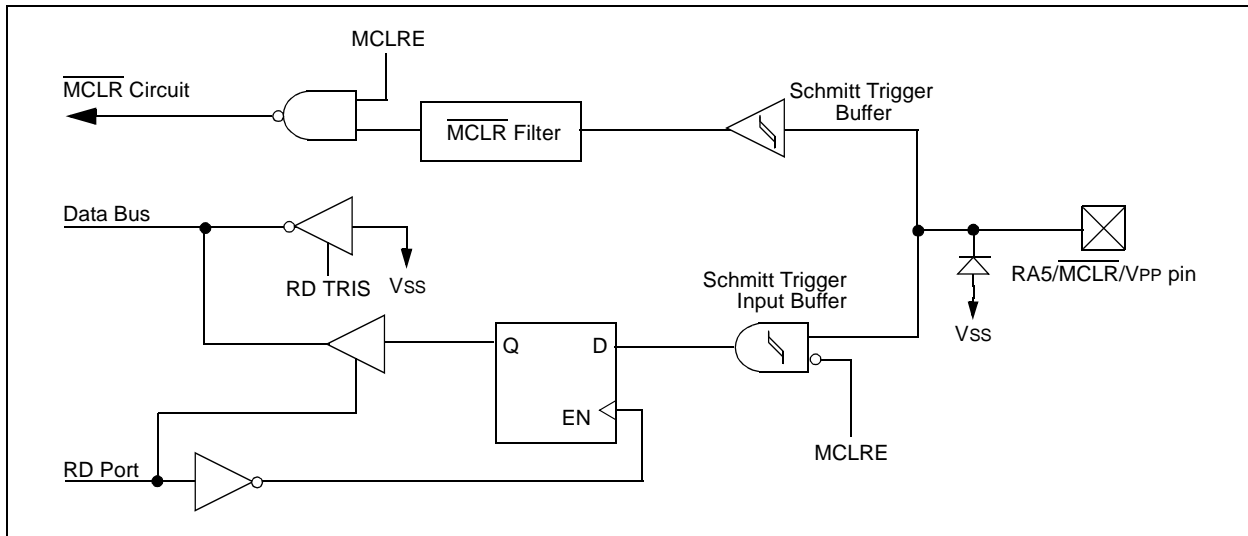 MCLRE
MCLR Circuit
Schmitt Trigger
Buffer
MCLR Filter
Data Bus
RD TRIS
VSS
RA5/MCLR/VPP pin
Schmitt Trigger
Input Buffer
VSS
Q
D
EN
MCLRE
RD Port